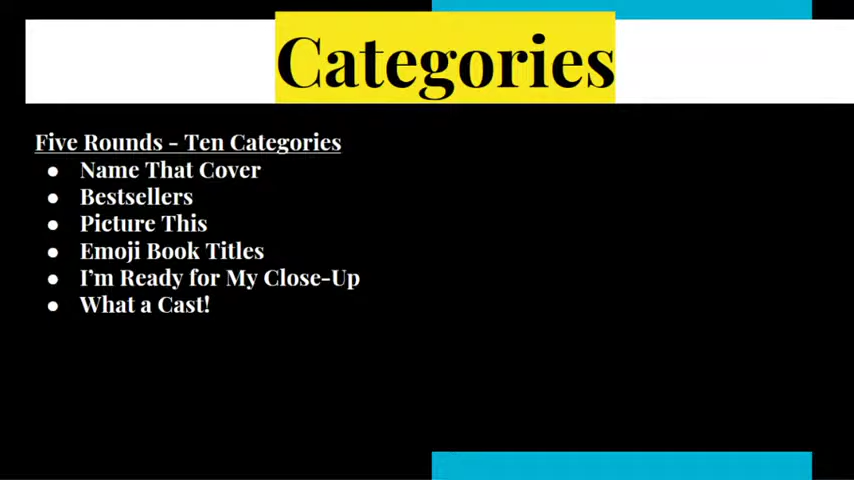 Categories
Five Rounds - Ten Categories
● Name That Cover
● Bestsellers
● Picture This
● Emoji Book Titles
● I’m Ready for My Close-Up
● What a Cast!